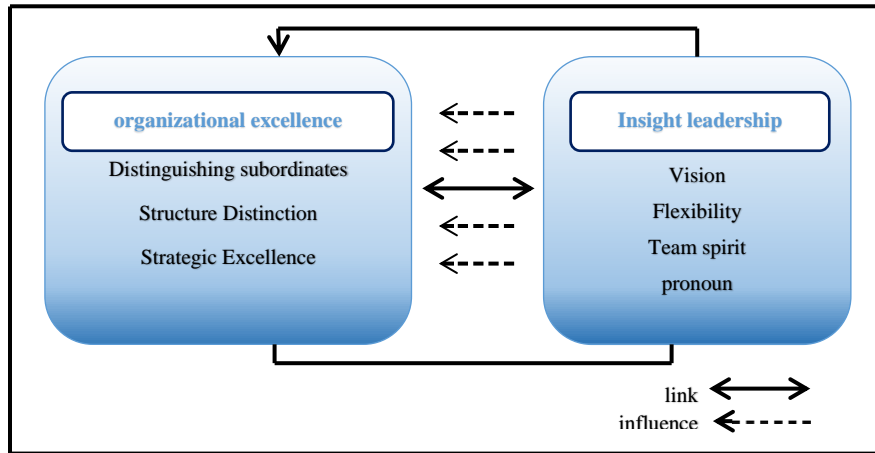 organizational excellence
Distinguishing subordinates
Structure Distinction
Strategic Excellence
Insight leadership
Vision
Flexibility
Team spirit
pronoun
link
influence